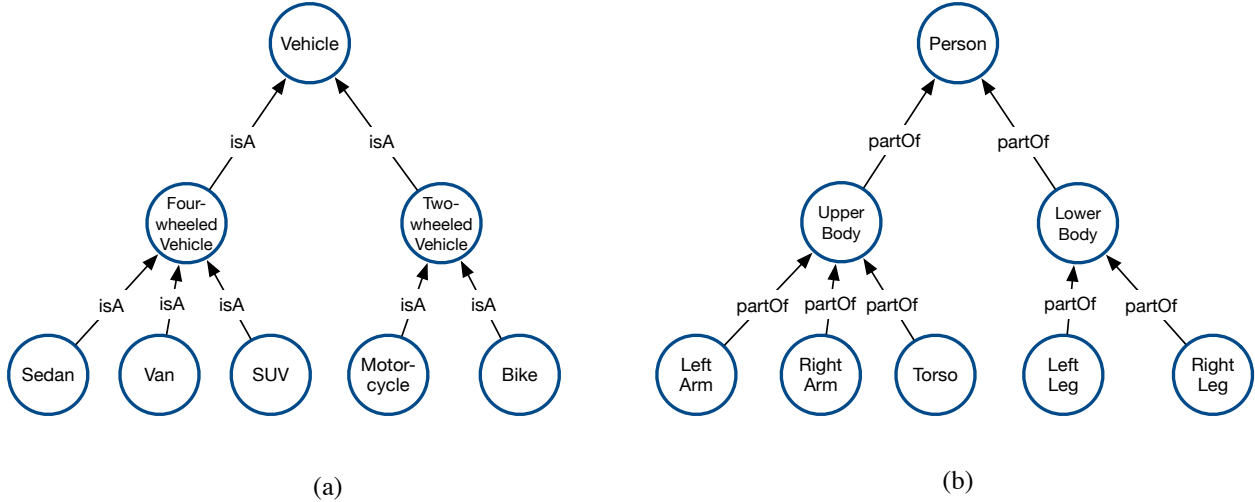 Vehicle
isA
isA
Four-
wheeled
Vehicle
Two-
wheeled
Vehicle
isA
isA
isA
isA
isA
Sedan
Van
SUV
Motor-
cycle
Bike
(a)
Person
partOf
partOf
Upper
Body
Lower
Body
partOf
partOf
partOf
partOf
partOf
Left
Arm
Right
Arm
Torso
Left
Leg
Right
Leg
(b)